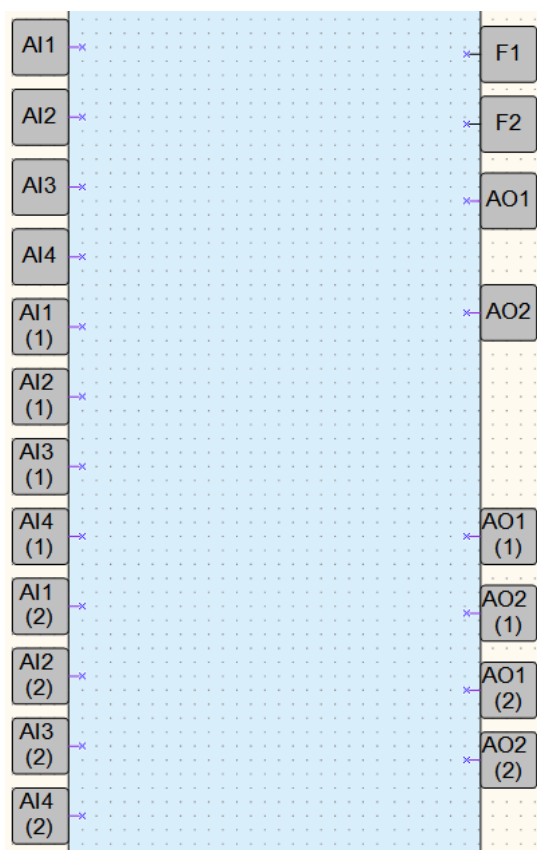 AI1
AI2
AI3
AI4
AI1
(1)
AI2
(1)
AI3
(1)
AI4
(1)
AI1
(2)
AI2
(2)
AI3
(2)
AI4
(2)
F1
F2
AO1
AO2
AO1
(1)
AO2
(1)
AO1
(2)
AO2
(2)